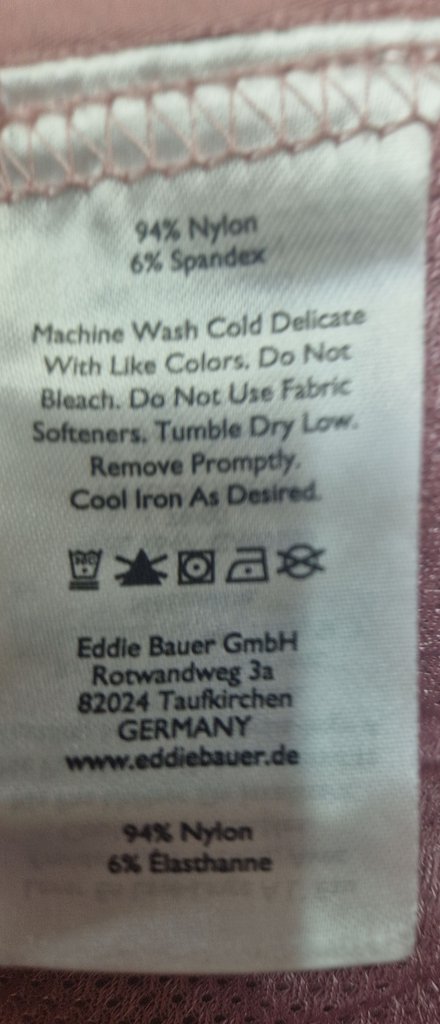 94% Nylon
6% Spandex
Machine Wash Cold Delicate
With Like Colors. Do Not
Bleach. Do Not Use Fabric
Softeners. Tumble Dry Low.
Remove Promptly.
Cool Iron As Desired.
Eddie Bauer GmbH
Rotwandweg 3a
82024 Taufkirchen
GERMANY
www.eddiebauer.de
94% Nylon
6% Élasthanne